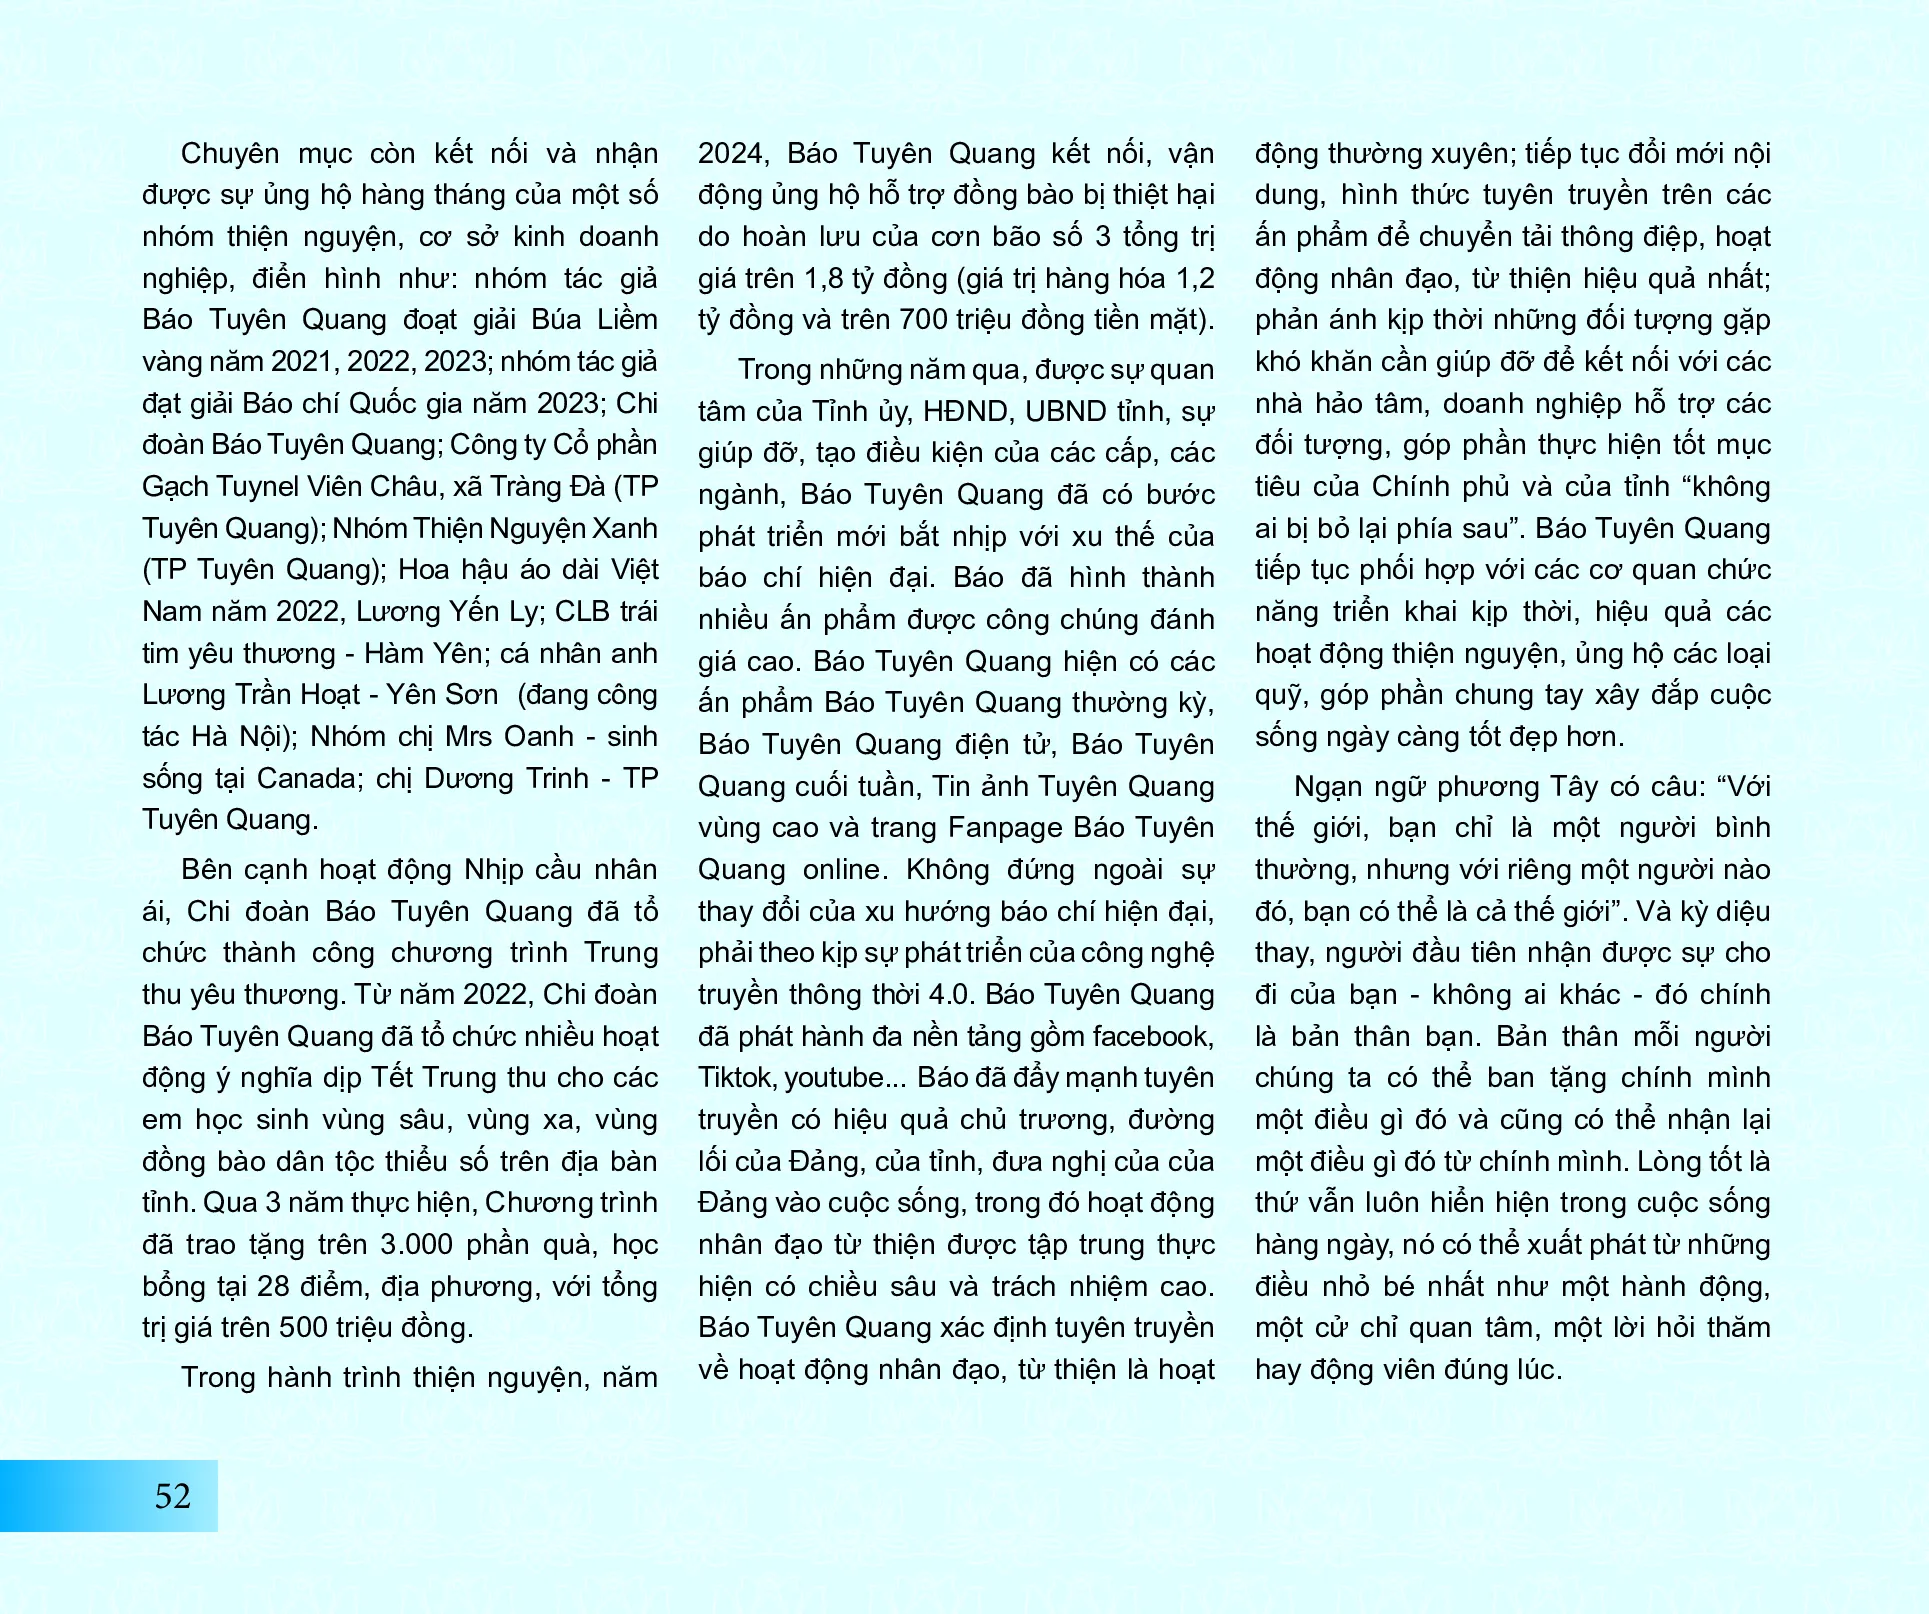 Chuyên mục còn kết nối và nhận
được sự ủng hộ hàng tháng của một số
nhóm thiện nguyện, cơ sở kinh doanh
nghiệp, điển hình như: nhóm tác giả
Báo Tuyên Quang đoạt giải Búa Liềm
vàng năm 2021, 2022, 2023; nhóm tác giả
đạt giải Báo chí Quốc gia năm 2023; Chi
đoàn Báo Tuyên Quang; Công ty Cổ phần
Gạch Tuynel Viên Châu, xã Tràng Đà (TP
Tuyên Quang); Nhóm Thiện Nguyện Xanh
(TP Tuyên Quang); Hoa hậu áo dài Việt
Nam năm 2022, Lương Yến Ly; CLB trái
tim yêu thương - Hàm Yên; cá nhân anh
Lương Trần Hoạt - Yên Sơn (đang công
tác Hà Nội); Nhóm chị Mrs Oanh - sinh
sống tại Canada; chị Dương Trinh - TP
Tuyên Quang.
Bên cạnh hoạt động Nhịp cầu nhân
ái, Chi đoàn Báo Tuyên Quang đã tổ
chức thành công chương trình Trung
thu yêu thương. Từ năm 2022, Chi đoàn
Báo Tuyên Quang đã tổ chức nhiều hoạt
động ý nghĩa dịp Tết Trung thu cho các
em học sinh vùng sâu, vùng xa, vùng
đồng bào dân tộc thiểu số trên địa bàn
tỉnh. Qua 3 năm thực hiện, Chương trình
đã trao tặng trên 3.000 phần quà, học
bổng tại 28 điểm, địa phương, với tổng
trị giá trên 500 triệu đồng.
Trong hành trình thiện nguyện, năm
2024, Báo Tuyên Quang kết nối, vận
động ủng hộ hỗ trợ đồng bào bị thiệt hại
do hoàn lưu của cơn bão số 3 tổng trị
giá trên 1,8 tỷ đồng (giá trị hàng hóa 1,2
tỷ đồng và trên 700 triệu đồng tiền mặt).
Trong những năm qua, được sự quan
tâm của Tỉnh ủy, HĐND, UBND tỉnh, sự
giúp đỡ, tạo điều kiện của các cấp, các
ngành, Báo Tuyên Quang đã có bước
phát triển mới bắt nhịp với xu thế của
báo chí hiện đại. Báo đã hình thành
nhiều ấn phẩm được công chúng đánh
giá cao. Báo Tuyên Quang hiện có các
ấn phẩm Báo Tuyên Quang thường kỳ,
Báo Tuyên Quang điện tử, Báo Tuyên
Quang cuối tuần, Tin ảnh Tuyên Quang
vùng cao và trang Fanpage Báo Tuyên
Quang online. Không đứng ngoài sự
thay đổi của xu hướng báo chí hiện đại,
phải theo kịp sự phát triển của công nghệ
truyền thông thời 4.0. Báo Tuyên Quang
đã phát hành đa nền tảng gồm facebook,
Tiktok, youtube... Báo đã đẩy mạnh tuyên
truyền có hiệu quả chủ trương, đường
lối của Đảng, của tỉnh, đưa nghị của của
Đảng vào cuộc sống, trong đó hoạt động
nhân đạo từ thiện được tập trung thực
hiện có chiều sâu và trách nhiệm cao.
Báo Tuyên Quang xác định tuyên truyền
về hoạt động nhân đạo, từ thiện là hoạt
động thường xuyên; tiếp tục đổi mới nội
dung, hình thức tuyên truyền trên các
ấn phẩm để chuyển tải thông điệp, hoạt
động nhân đạo, từ thiện hiệu quả nhất;
phản ánh kịp thời những đối tượng gặp
khó khăn cần giúp đỡ để kết nối với các
nhà hảo tâm, doanh nghiệp hỗ trợ các
đối tượng, góp phần thực hiện tốt mục
tiêu của Chính phủ và của tỉnh “không
ai bị bỏ lại phía sau”. Báo Tuyên Quang
tiếp tục phối hợp với các cơ quan chức
năng triển khai kịp thời, hiệu quả các
hoạt động thiện nguyện, ủng hộ các loại
quỹ, góp phần chung tay xây đắp cuộc
sống ngày càng tốt đẹp hơn.
Ngạn ngữ phương Tây có câu: “Với
thế giới, bạn chỉ là một người bình
thường, nhưng với riêng một người nào
đó, bạn có thể là cả thế giới”. Và kỳ diệu
thay, người đầu tiên nhận được sự cho
đi của bạn - không ai khác - đó chính
là bản thân bạn. Bản thân mỗi người
chúng ta có thể ban tặng chính mình
một điều gì đó và cũng có thể nhận lại
một điều gì đó từ chính mình. Lòng tốt là
thứ vẫn luôn hiển hiện trong cuộc sống
hàng ngày, nó có thể xuất phát từ những
điều nhỏ bé nhất như một hành động,
một cử chỉ quan tâm, một lời hỏi thăm
hay động viên đúng lúc.
52